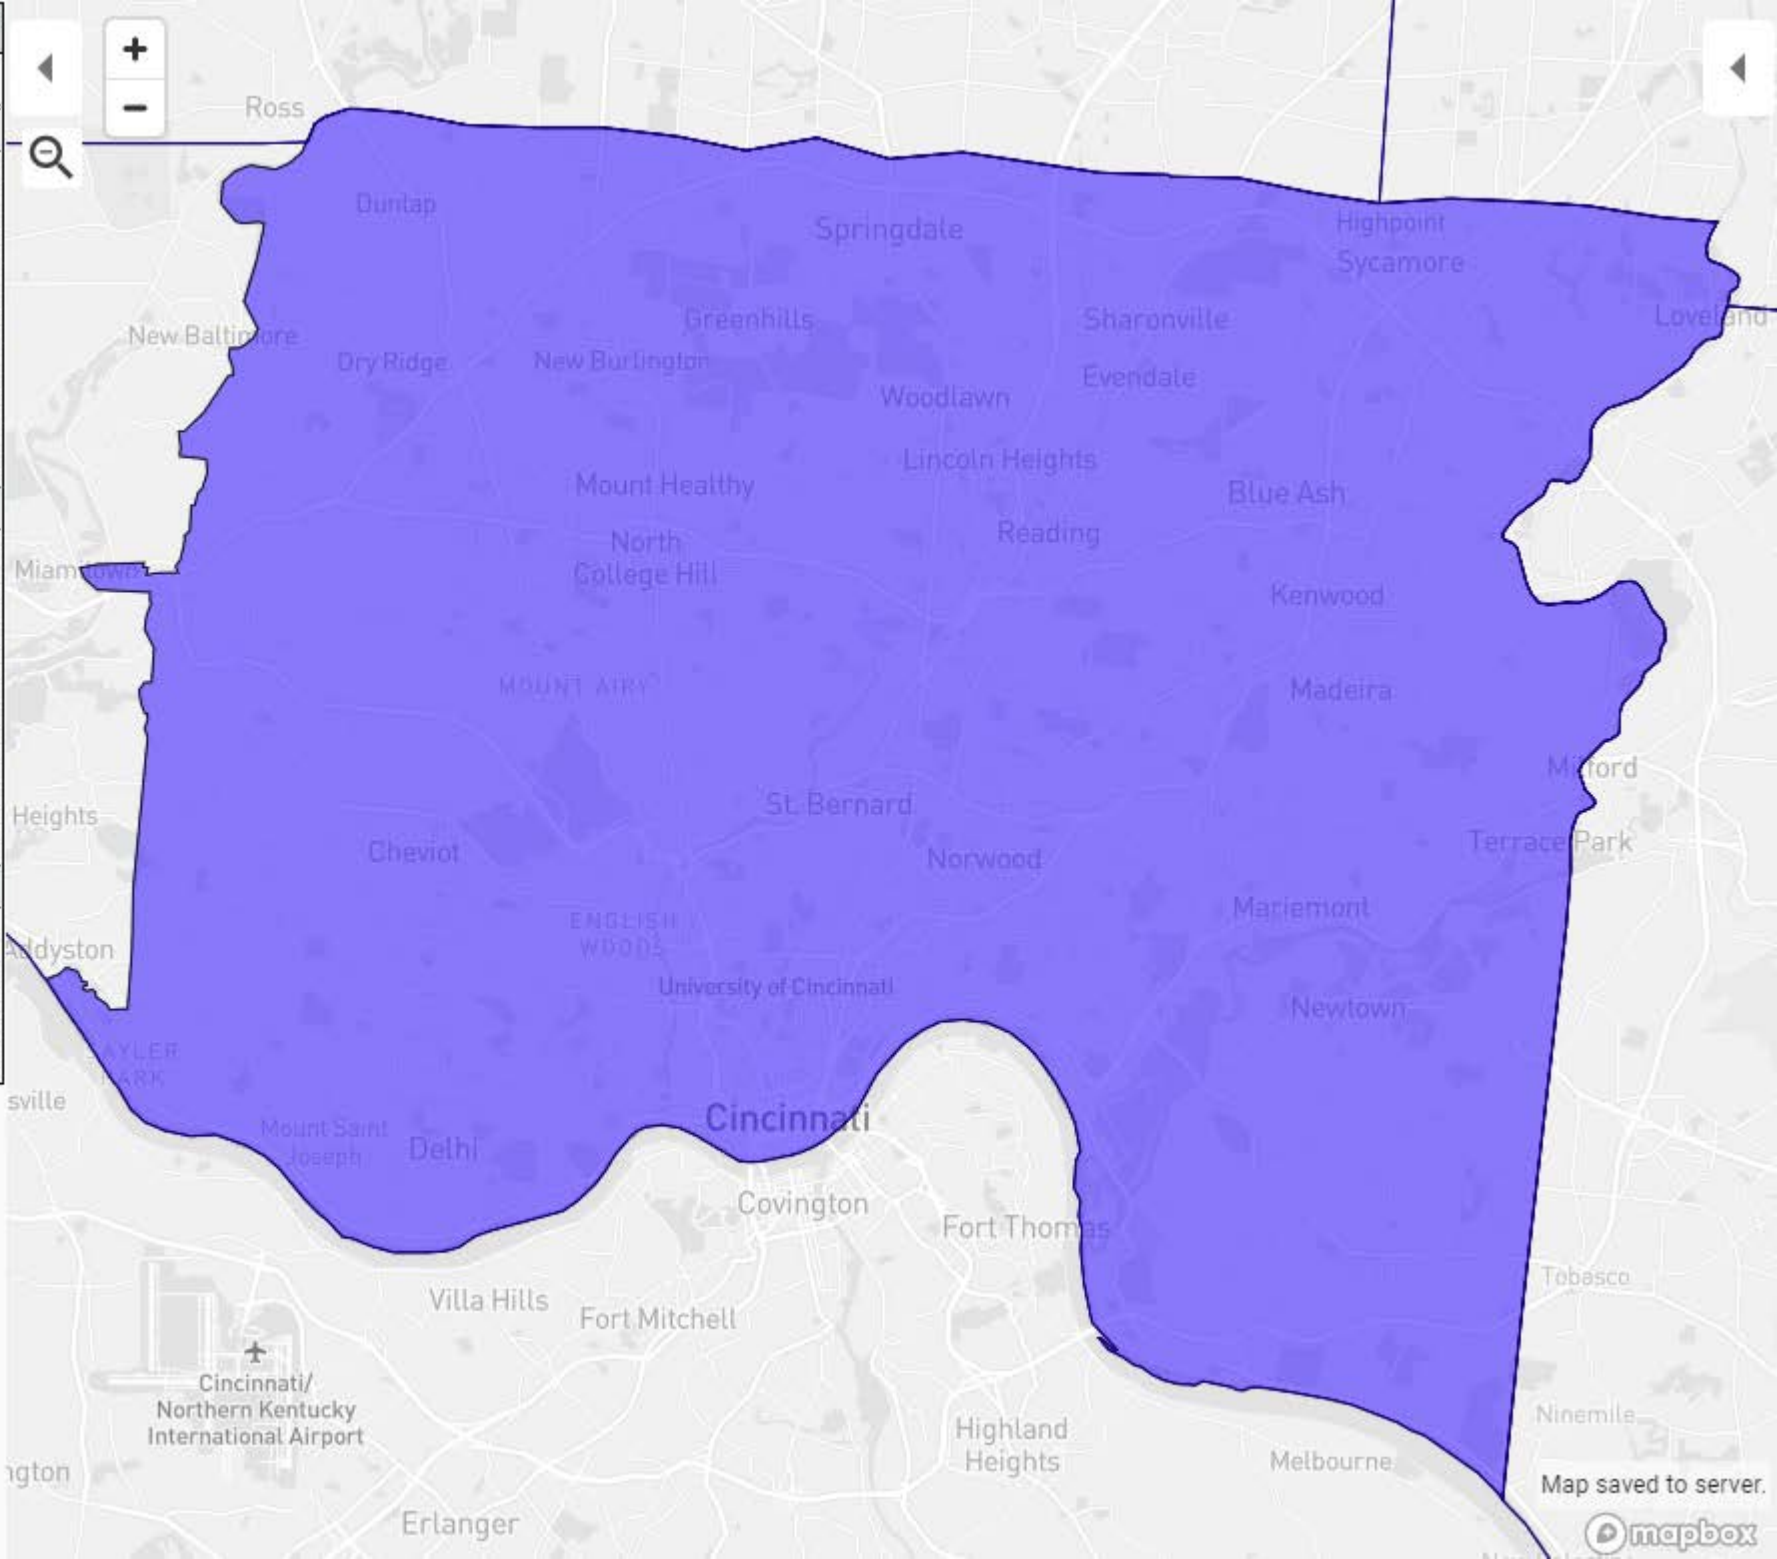 +
−
Ross
Dunlap
Springdale
Highpoint
Sycamore
Loveland
New Baltimore
Greenhills
Sharonville
Dry Ridge
New Burlington
Evendale
Woodlawn
Lincoln Heights
Mount Healthy
Blue Ash
Reading
North
College Hill
Miamitown
Kenwood
MOUNT AIRY
Madeira
Milford
Heights
St. Bernard
Terrace Park
Cheviot
Norwood
Mariemont
ENGLISH
WOODS
Addyston
University of Cincinnati
Newtown
SAYLER
PARK
sville
Cincinnati
Mount Saint
Joseph
Delhi
Covington
Fort Thomas
Tobasco
Villa Hills
Fort Mitchell
Cincinnati/
Northern Kentucky
International Airport
Highland
Heights
Ninemile
Melbourne
ngton
Map saved to server.
Erlanger
mapbox